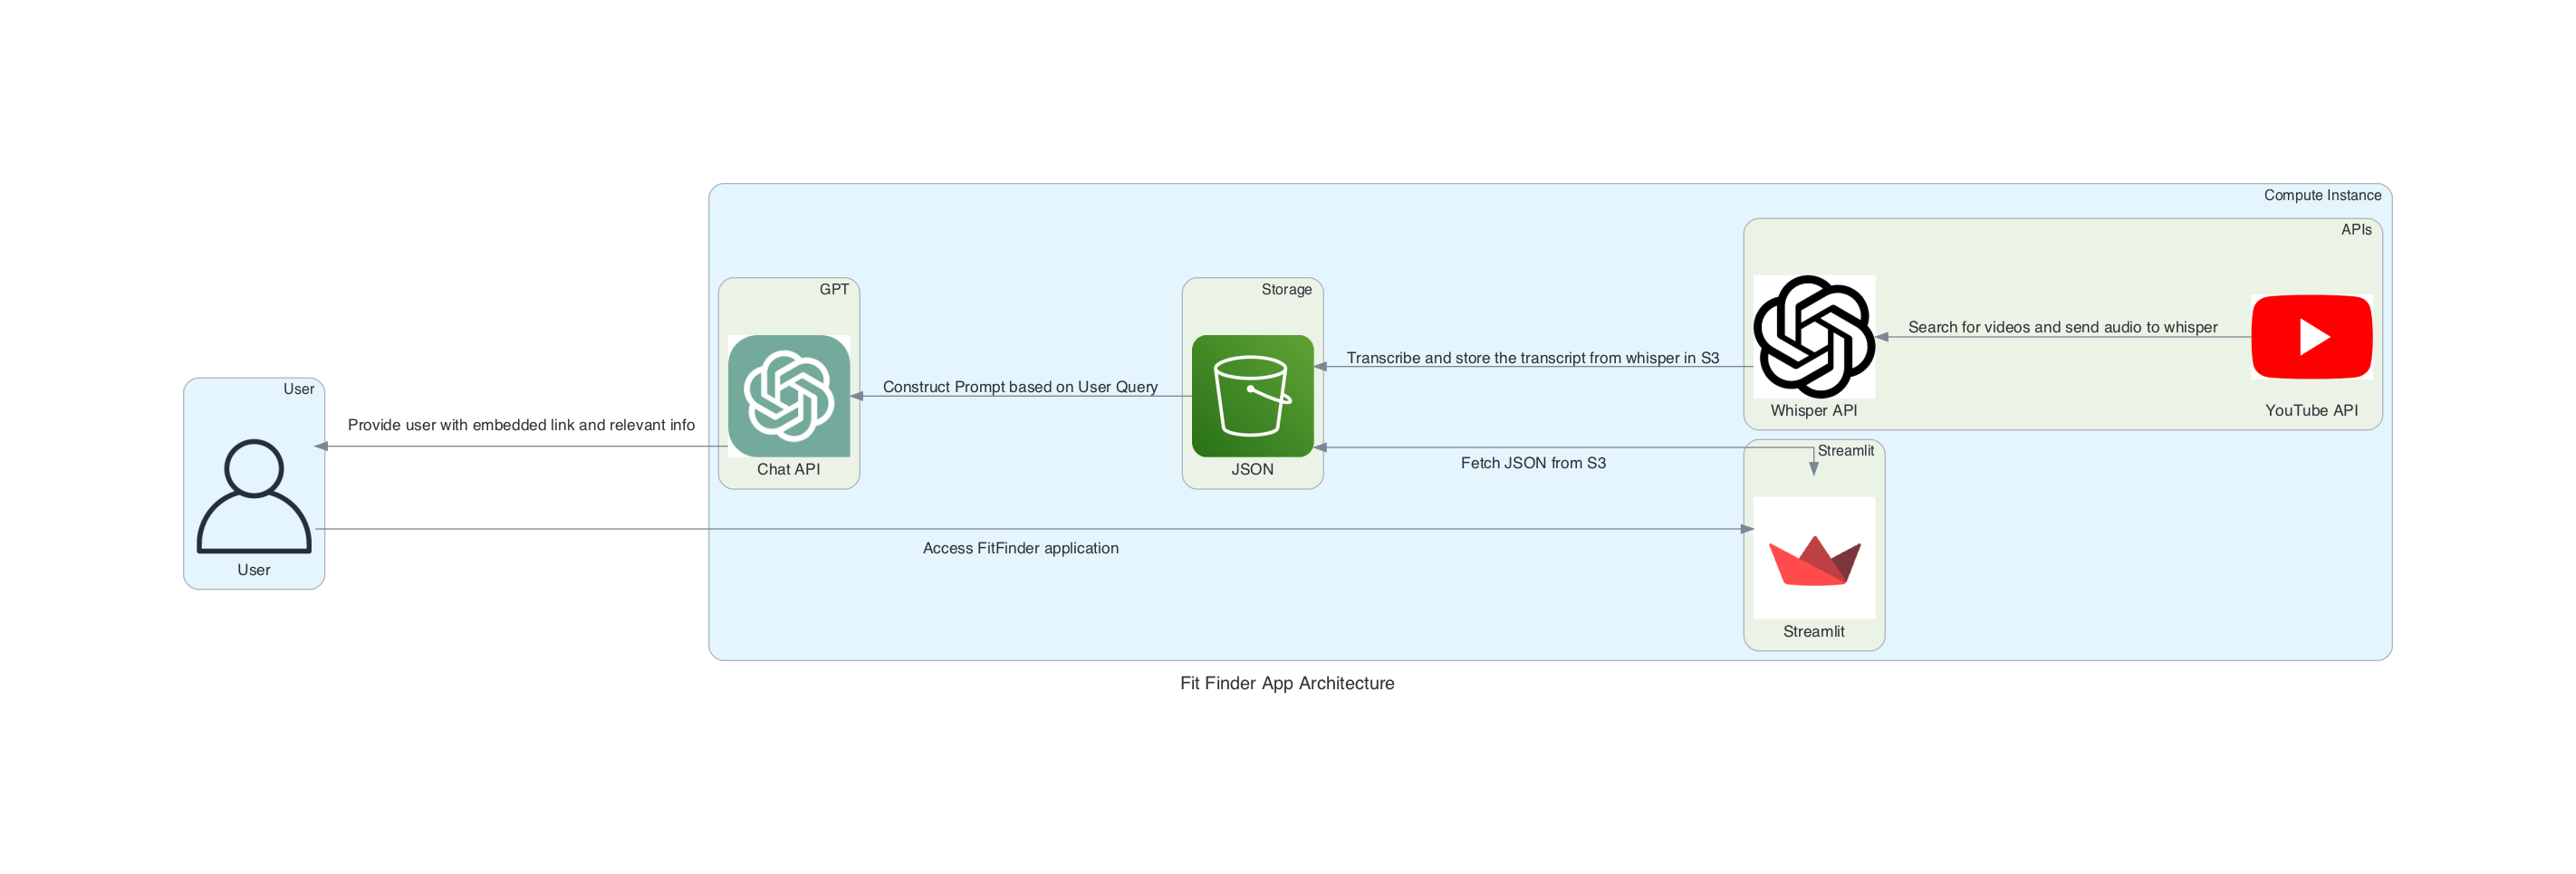 Compute Instance
APIs
GPT
Storage
Search for videos and send audio to whisper
Transcribe and store the transcript from whisper in S3
Construct Prompt based on User Query
User
Whisper API
YouTube API
Provide user with embedded link and relevant info
Streamlit
Fetch JSON from S3
Chat API
JSON
Access FitFinder application
User
Streamlit
Fit Finder App Architecture